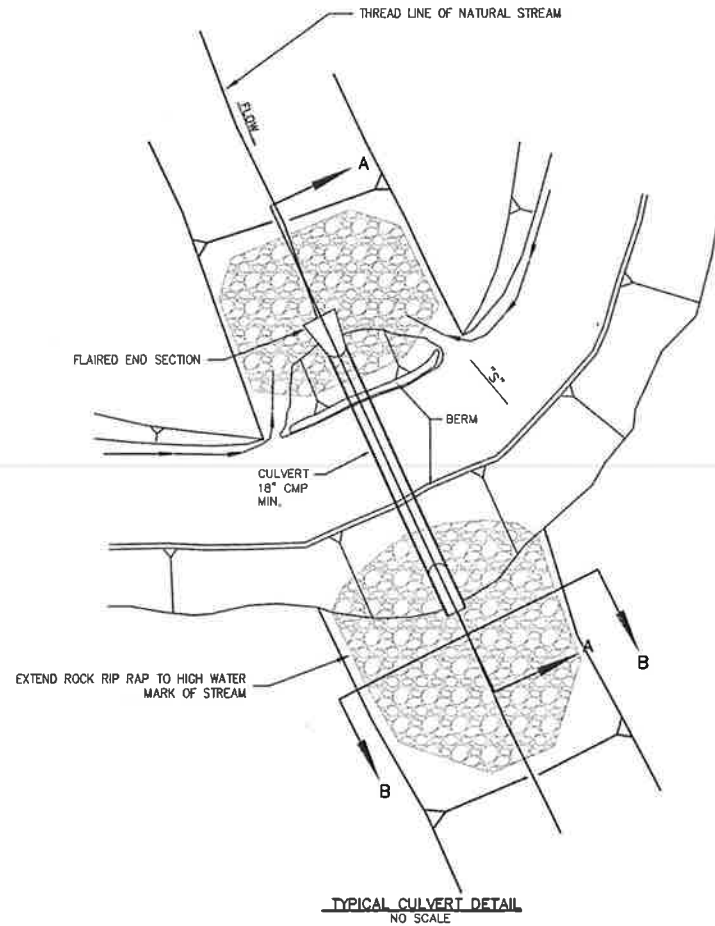 THREAD LINE OF NATURAL STREAM
FLOW
A
FLAIRED END SECTION
"S"
BERM
CULVERT
18" CMP
MIN.
A
B
EXTEND ROCK RIP RAP TO HIGH WATER
MARK OF STREAM
B
TYPICAL CULVERT DETAIL
NO SCALE